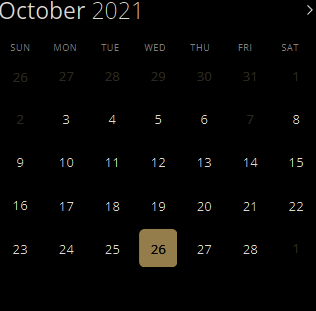 October 2021
SUN MON TUE WED THU FRI SAT
26 27 28 29 30 31 1
2 3 4 5 6 7 8
9 10 11 12 13 14 15
16 17 18 19 20 21 22
23 24 25 26 27 28 1